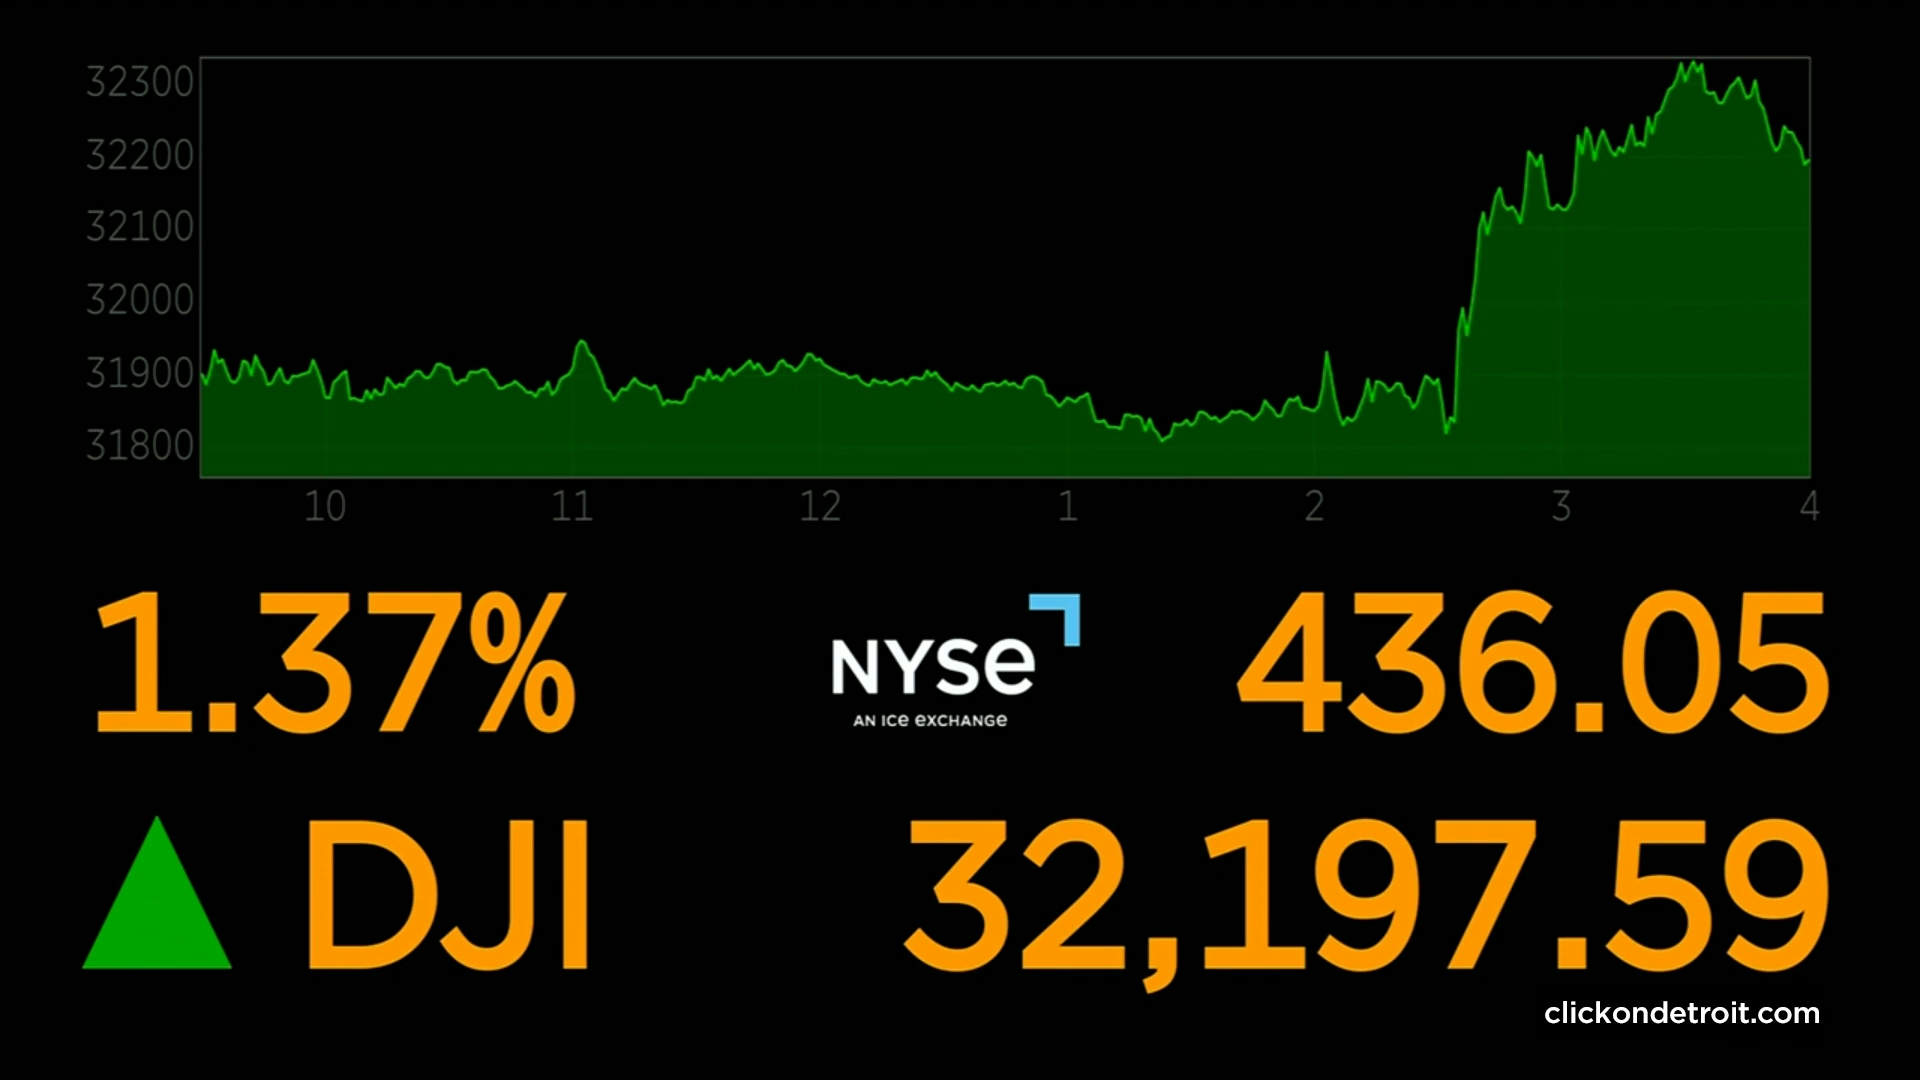 32300
32200
32100
32000
31900
31800
10 11 12 1 2 3 4
1.37% NYSE 436.05
AN ICE EXCHANGE
DJI 32,197.59
clickondetroit.com